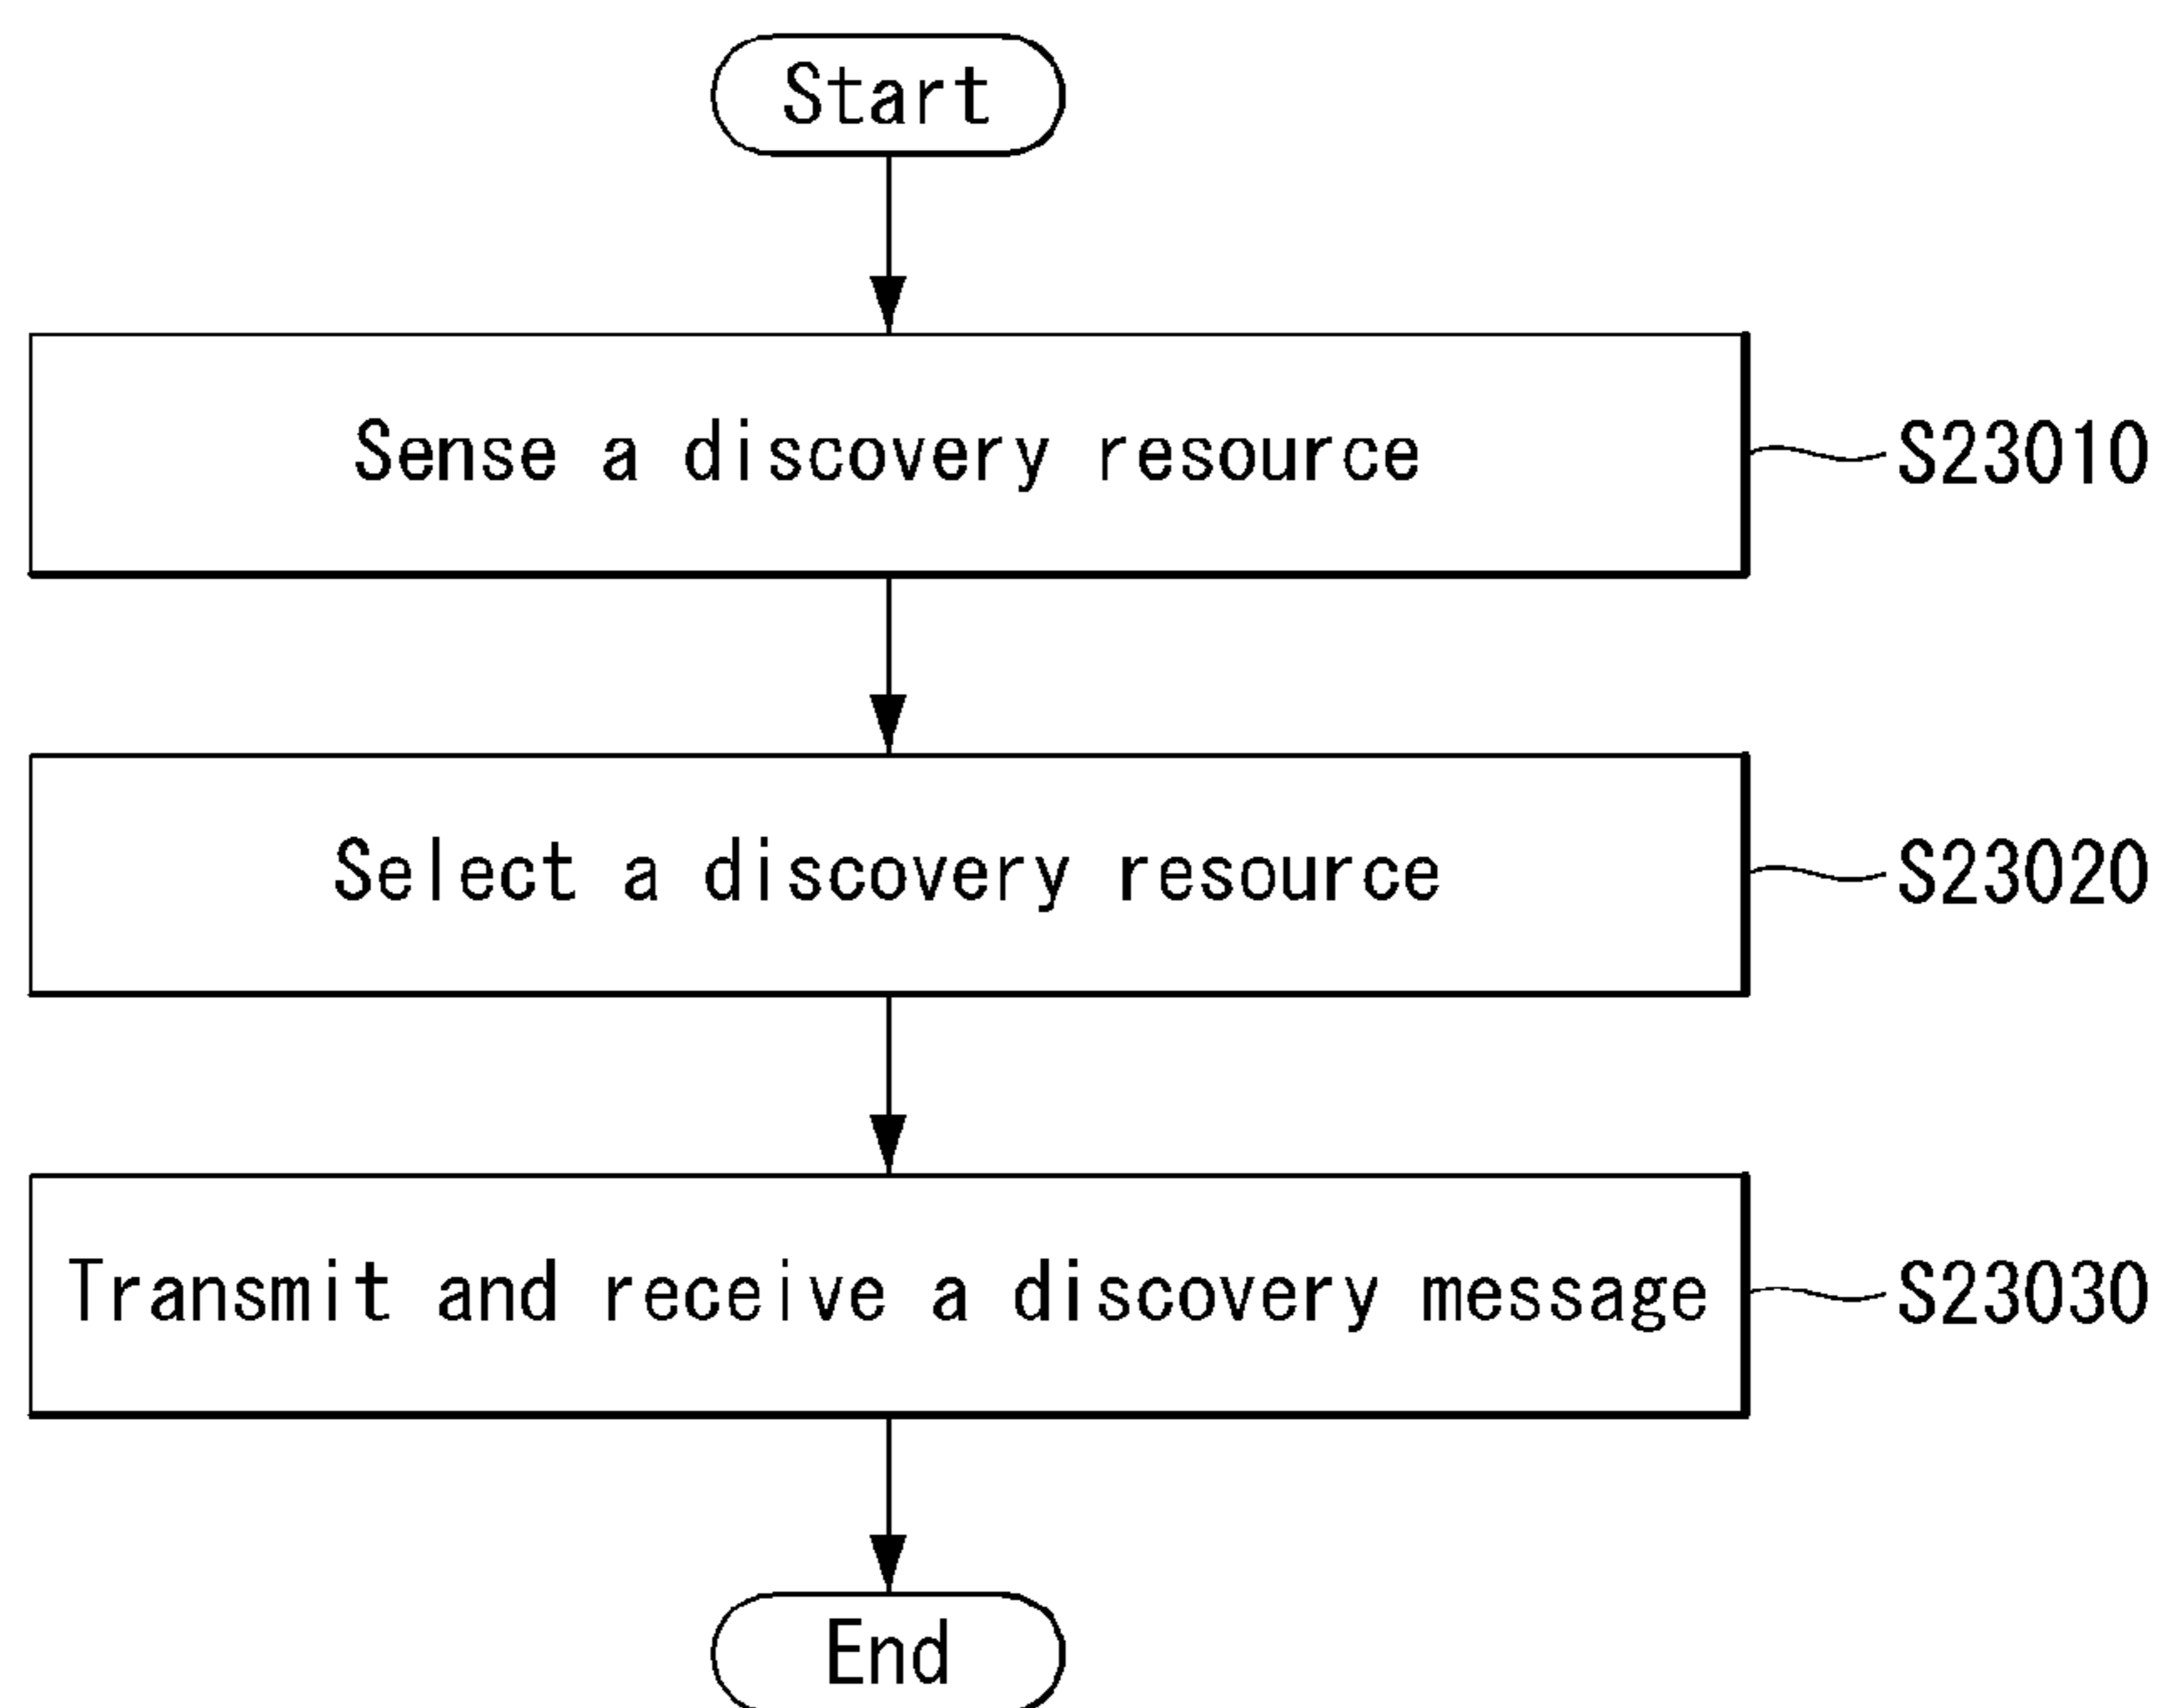 Start
Sense a discovery resource
S23010
Select a discovery resource
S23020
Transmit and receive a discovery message
S23030
End